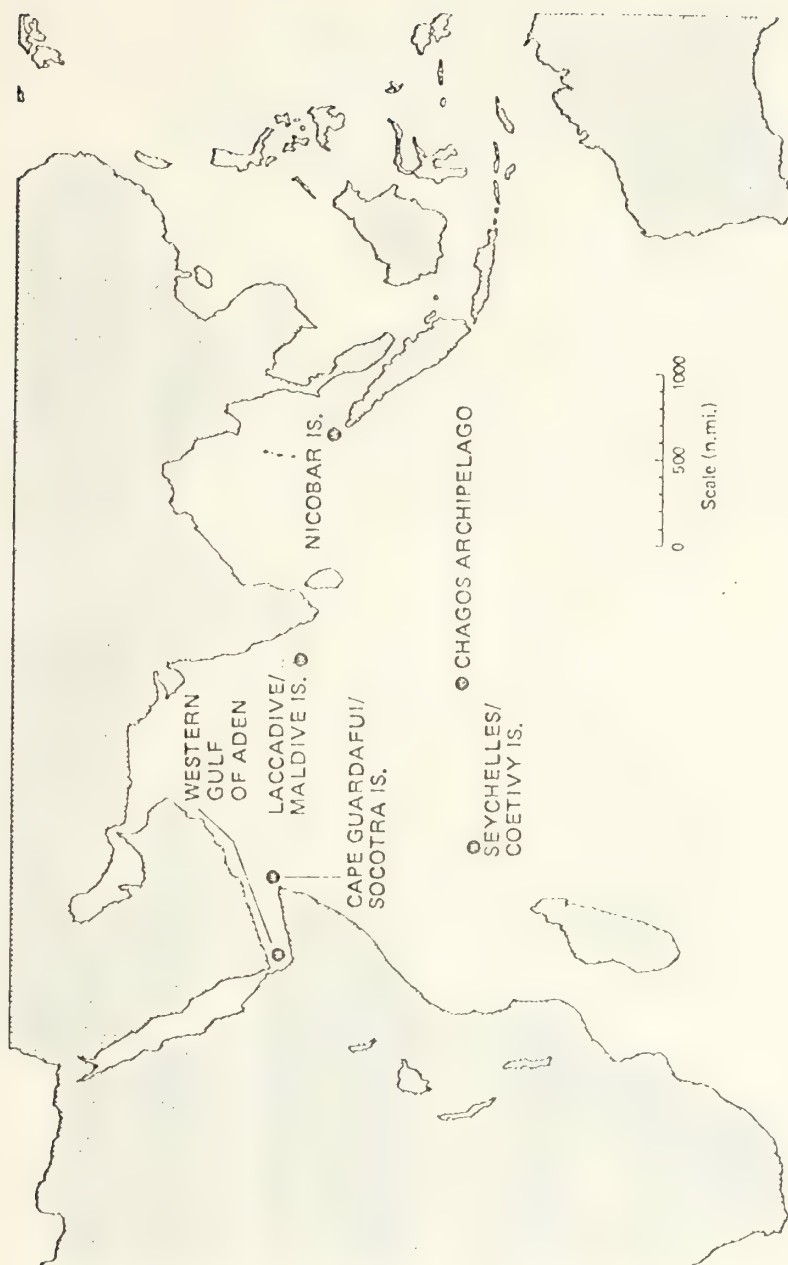 WESTERN
GULF
OF ADEN
LACCADIVE/
MALDIVE IS.
CAPE GUARDAFUI/
SOCOTRA IS.
NICOBAR IS.
CHAGOS ARCHIPELAGO
SEYCHELLES/
COETIVY IS.
0 500 1000
Scale (n.mi.)